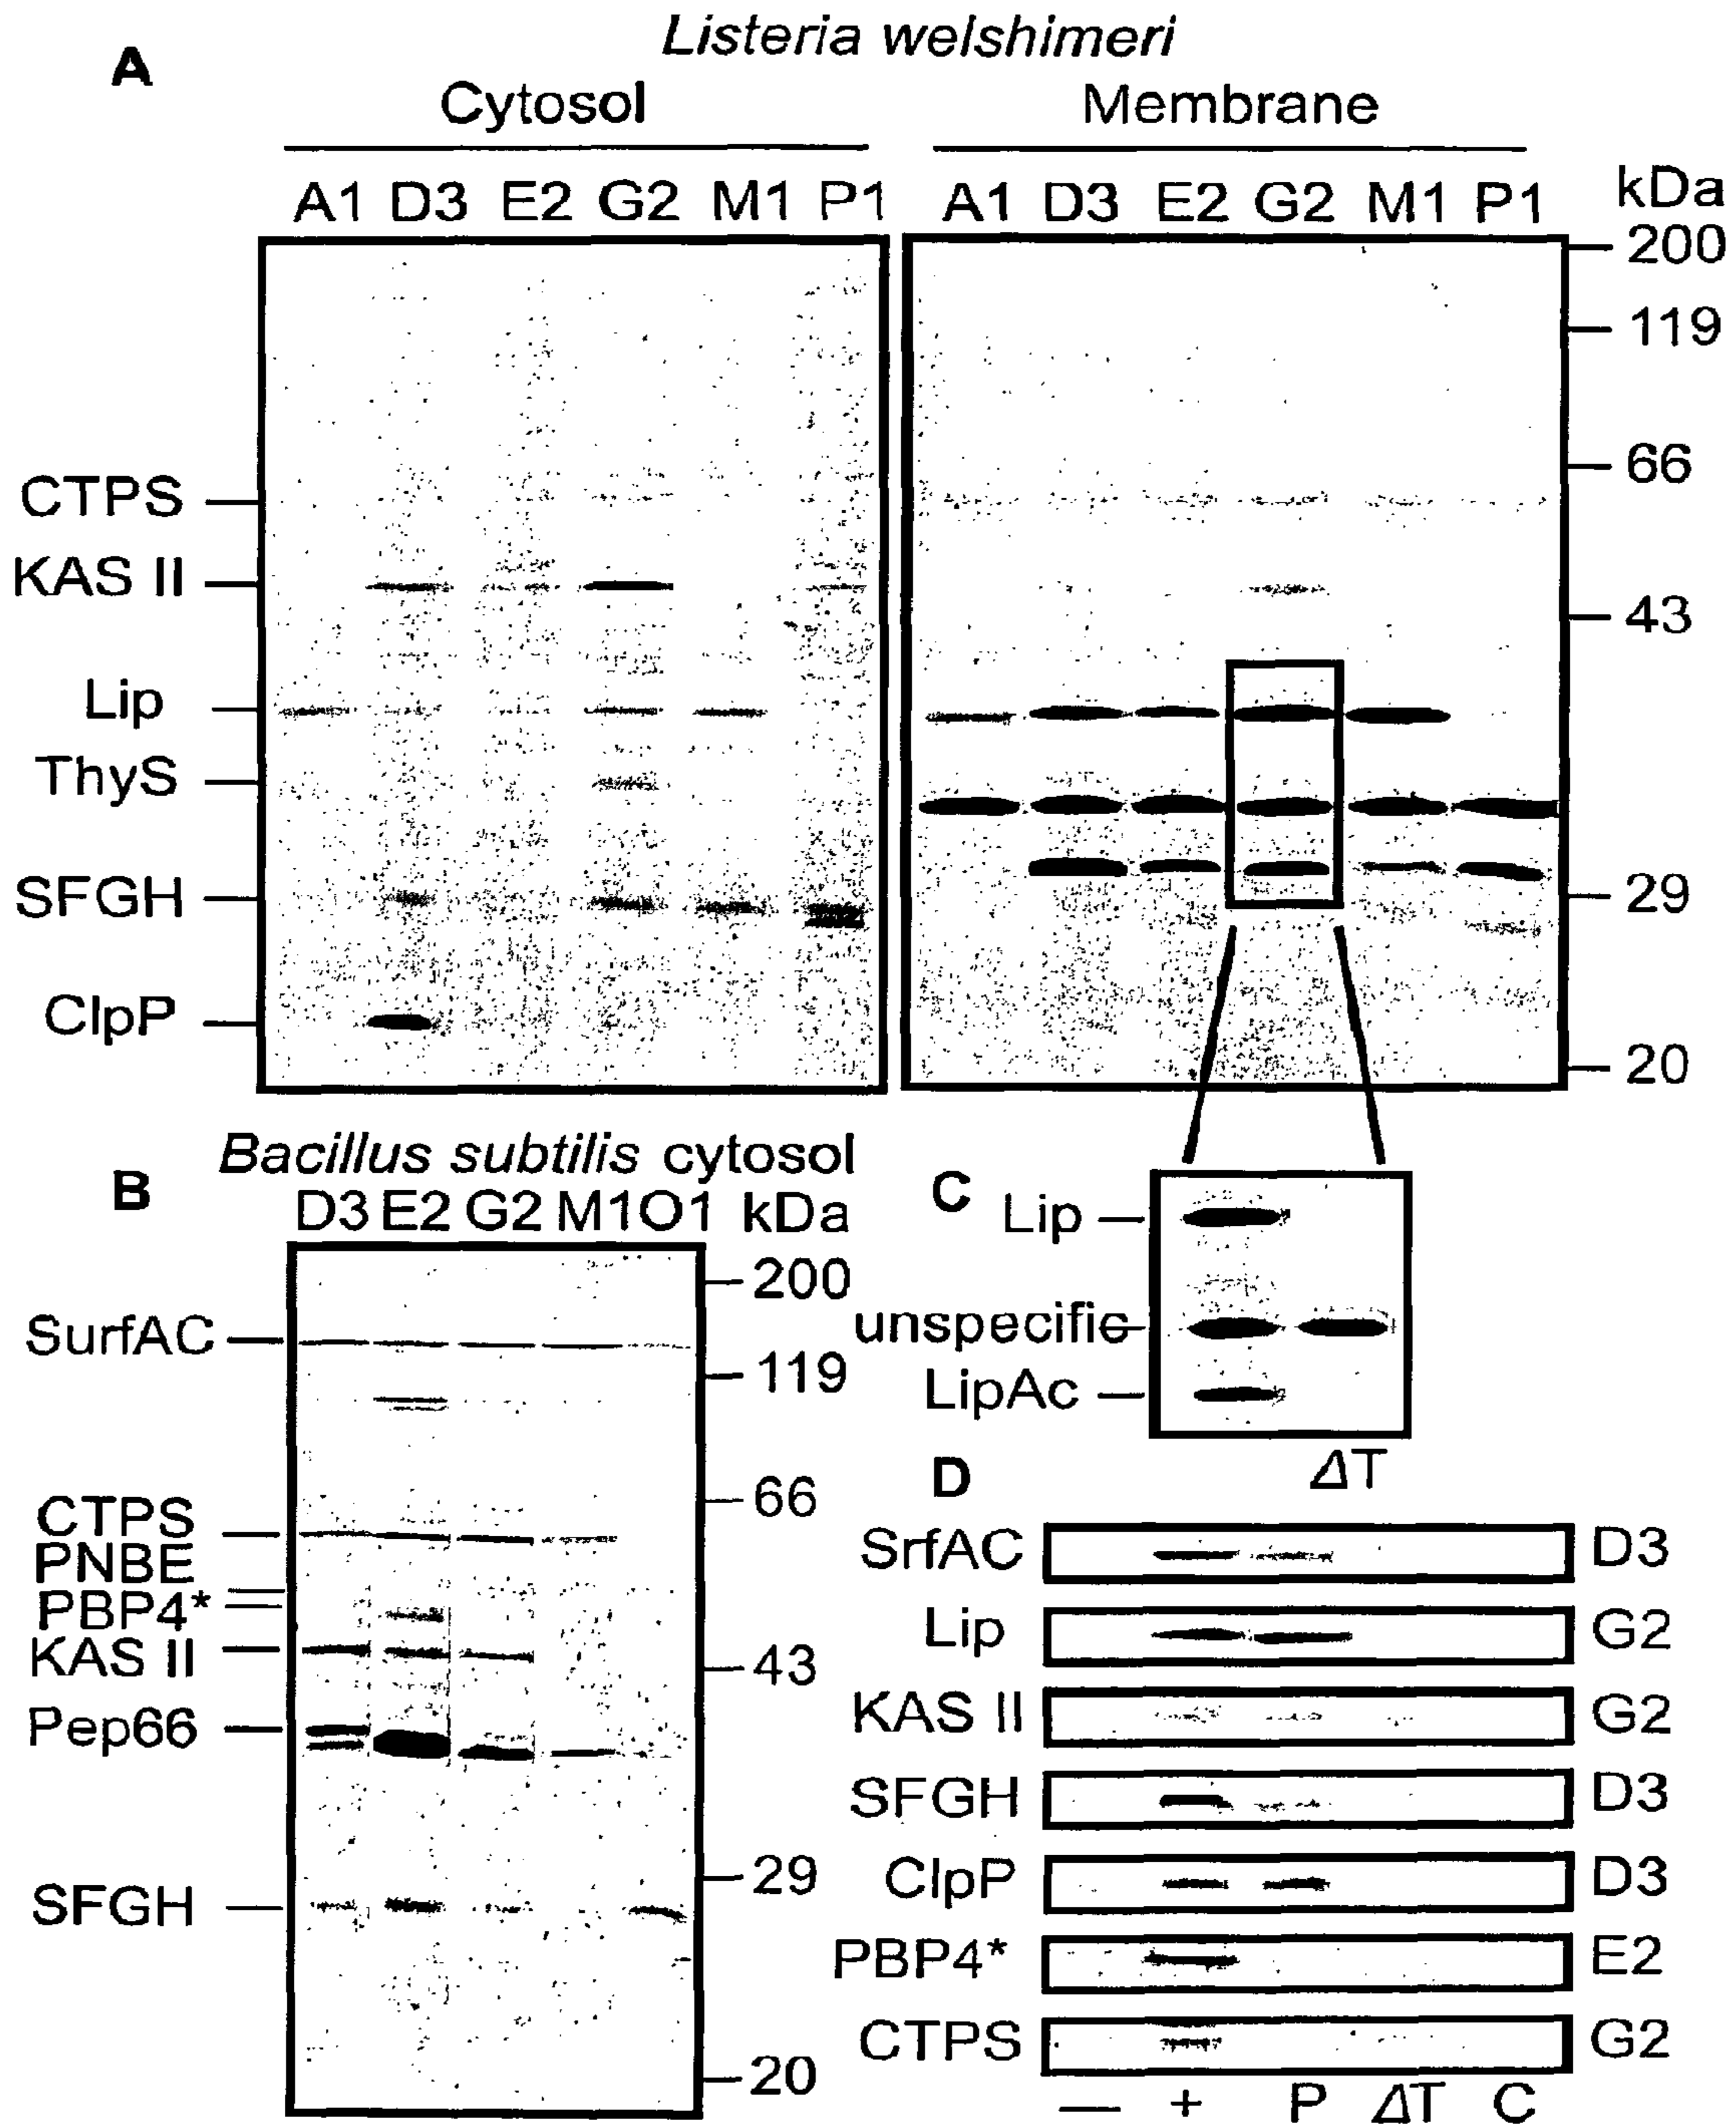 Listeria welshimeri
A
Cytosol Membrane
A1 D3 E2 G2 M1 P1 A1 D3 E2 G2 M1 P1 kDa
200
119
66
CTPS
KAS II
43
Lip
ThyS
SFGH
29
ClpP
20
Bacillus subtilis cytosol
B
D3 E2 G2 M1 O1 kDa
200
SurfAC
119
66
CTPS
PNBE
PBP4*
KAS II
43
Pep66
29
SFGH
20
C
Lip
unspecific
LipAc
ΔT
D
SrfAC D3
Lip G2
KAS II G2
SFGH D3
ClpP D3
PBP4* E2
CTPS G2
— + P ΔT C